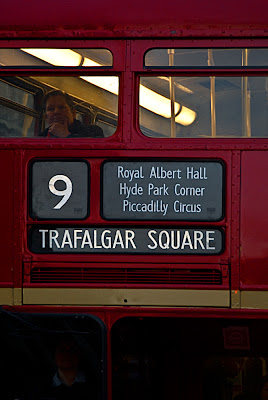 9
Royal Albert Hall
Hyde Park Corner
Piccadilly Circus
TRAFALGAR SQUARE